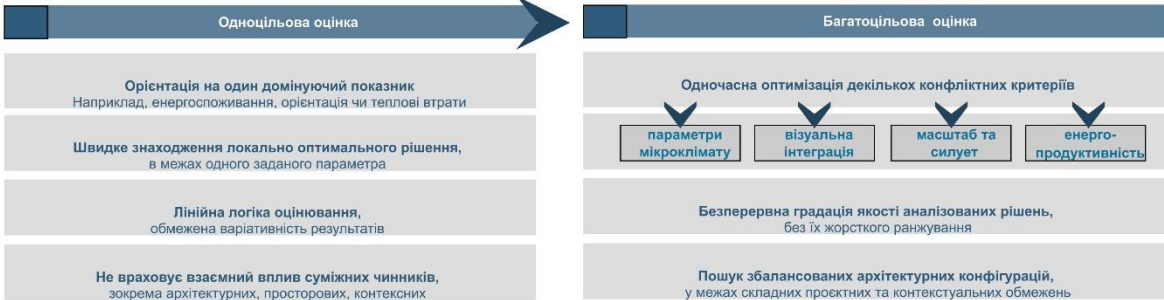 Одноцільова оцінка
Орієнтація на один домінуючий показник
Наприклад, енергоспоживання, орієнтація чи теплові втрати
Швидке знаходження локально оптимального рішення,
в межах одного заданого параметра
Лінійна логіка оцінювання,
обмежена варіативність результатів
Не враховує взаємний вплив суміжних чинників,
зокрема архітектурних, просторових, контексних
Багатоцільова оцінка
Одночасна оптимізація декількох конфліктних критеріїв
параметри
мікроклімату
візуальна
інтеграція
масштаб та
силует
енерго-
продуктивність
Безперервна градація якості аналізованих рішень,
без їх жорсткого ранжування
Пошук збалансованих архітектурних конфігурацій,
у межах складних проєктних та контекстуальних обмежень